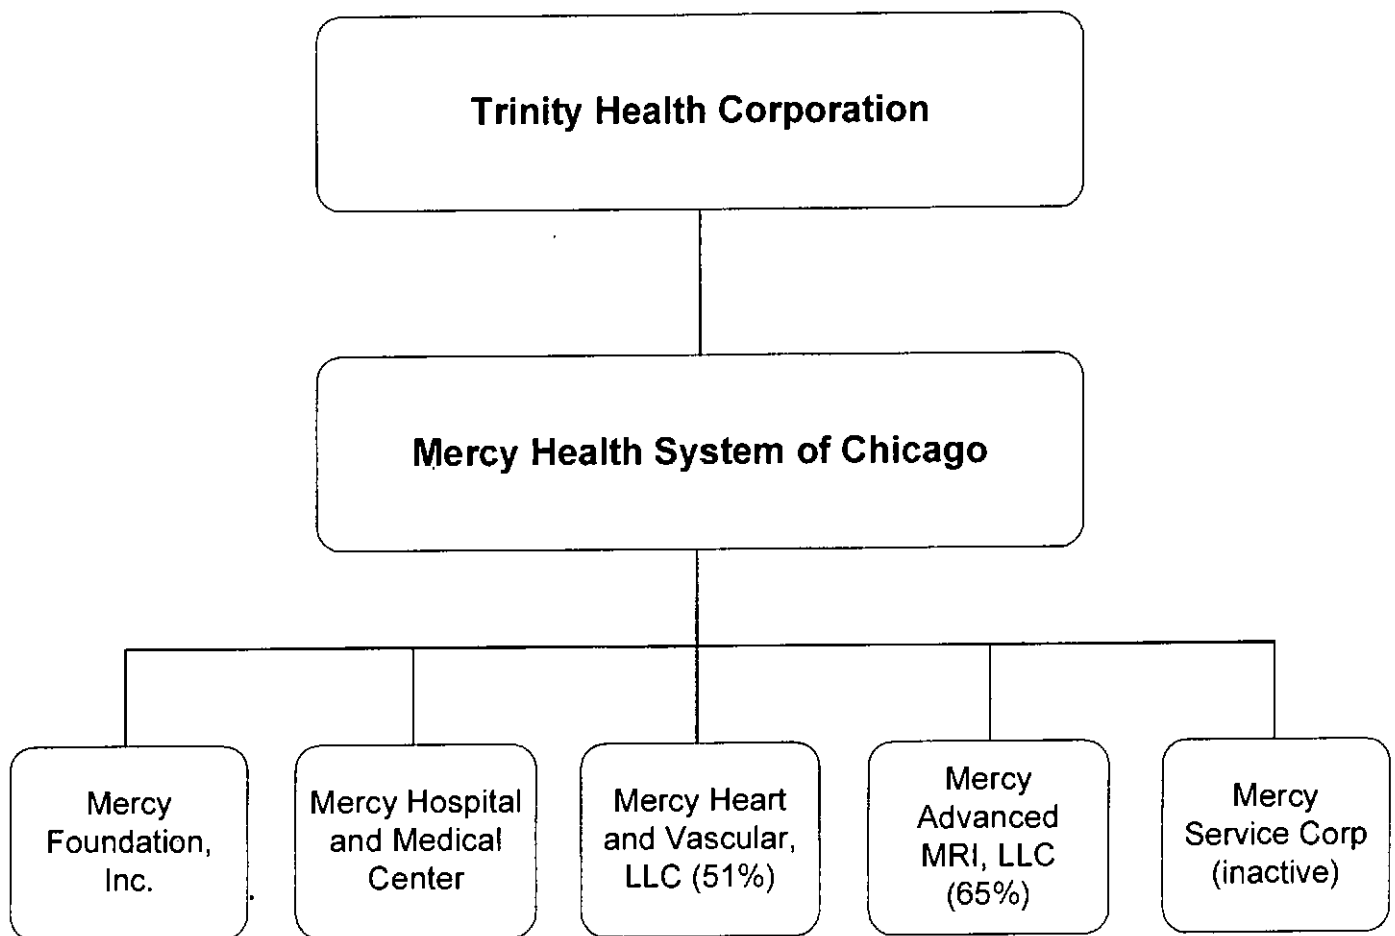 Trinity Health Corporation
Mercy Health System of Chicago
Mercy
Foundation,
Inc.
Mercy Hospital
and Medical
Center
Mercy Heart
and Vascular,
LLC (51%)
Mercy
Advanced
MRI, LLC
(65%)
Mercy
Service Corp
(inactive)